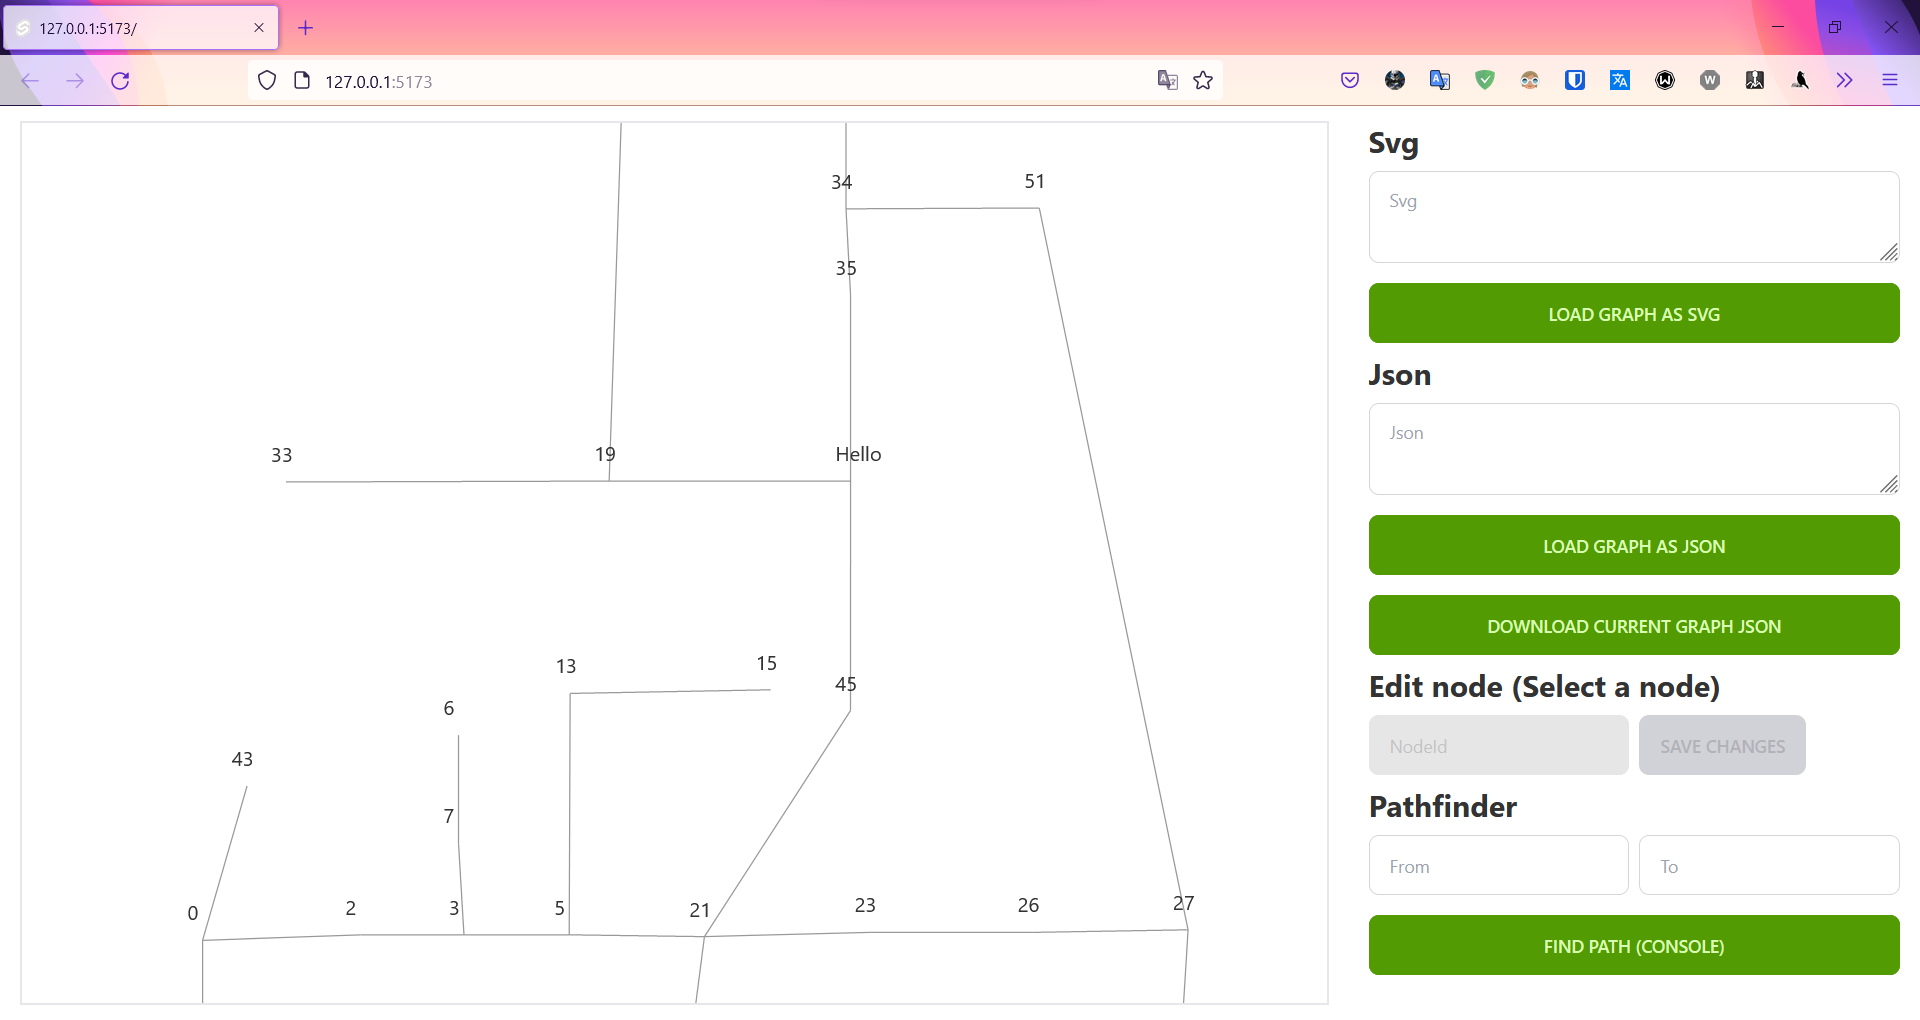 127.0.0.1:5173/
127.0.0.1:5173
34
51
35
33
19
Hello
13
15
45
6
43
7
0
2
3
5
21
23
26
27
Svg
Svg
LOAD GRAPH AS SVG
Json
Json
LOAD GRAPH AS JSON
DOWNLOAD CURRENT GRAPH JSON
Edit node (Select a node)
NodeId
SAVE CHANGES
Pathfinder
From
To
FIND PATH (CONSOLE)